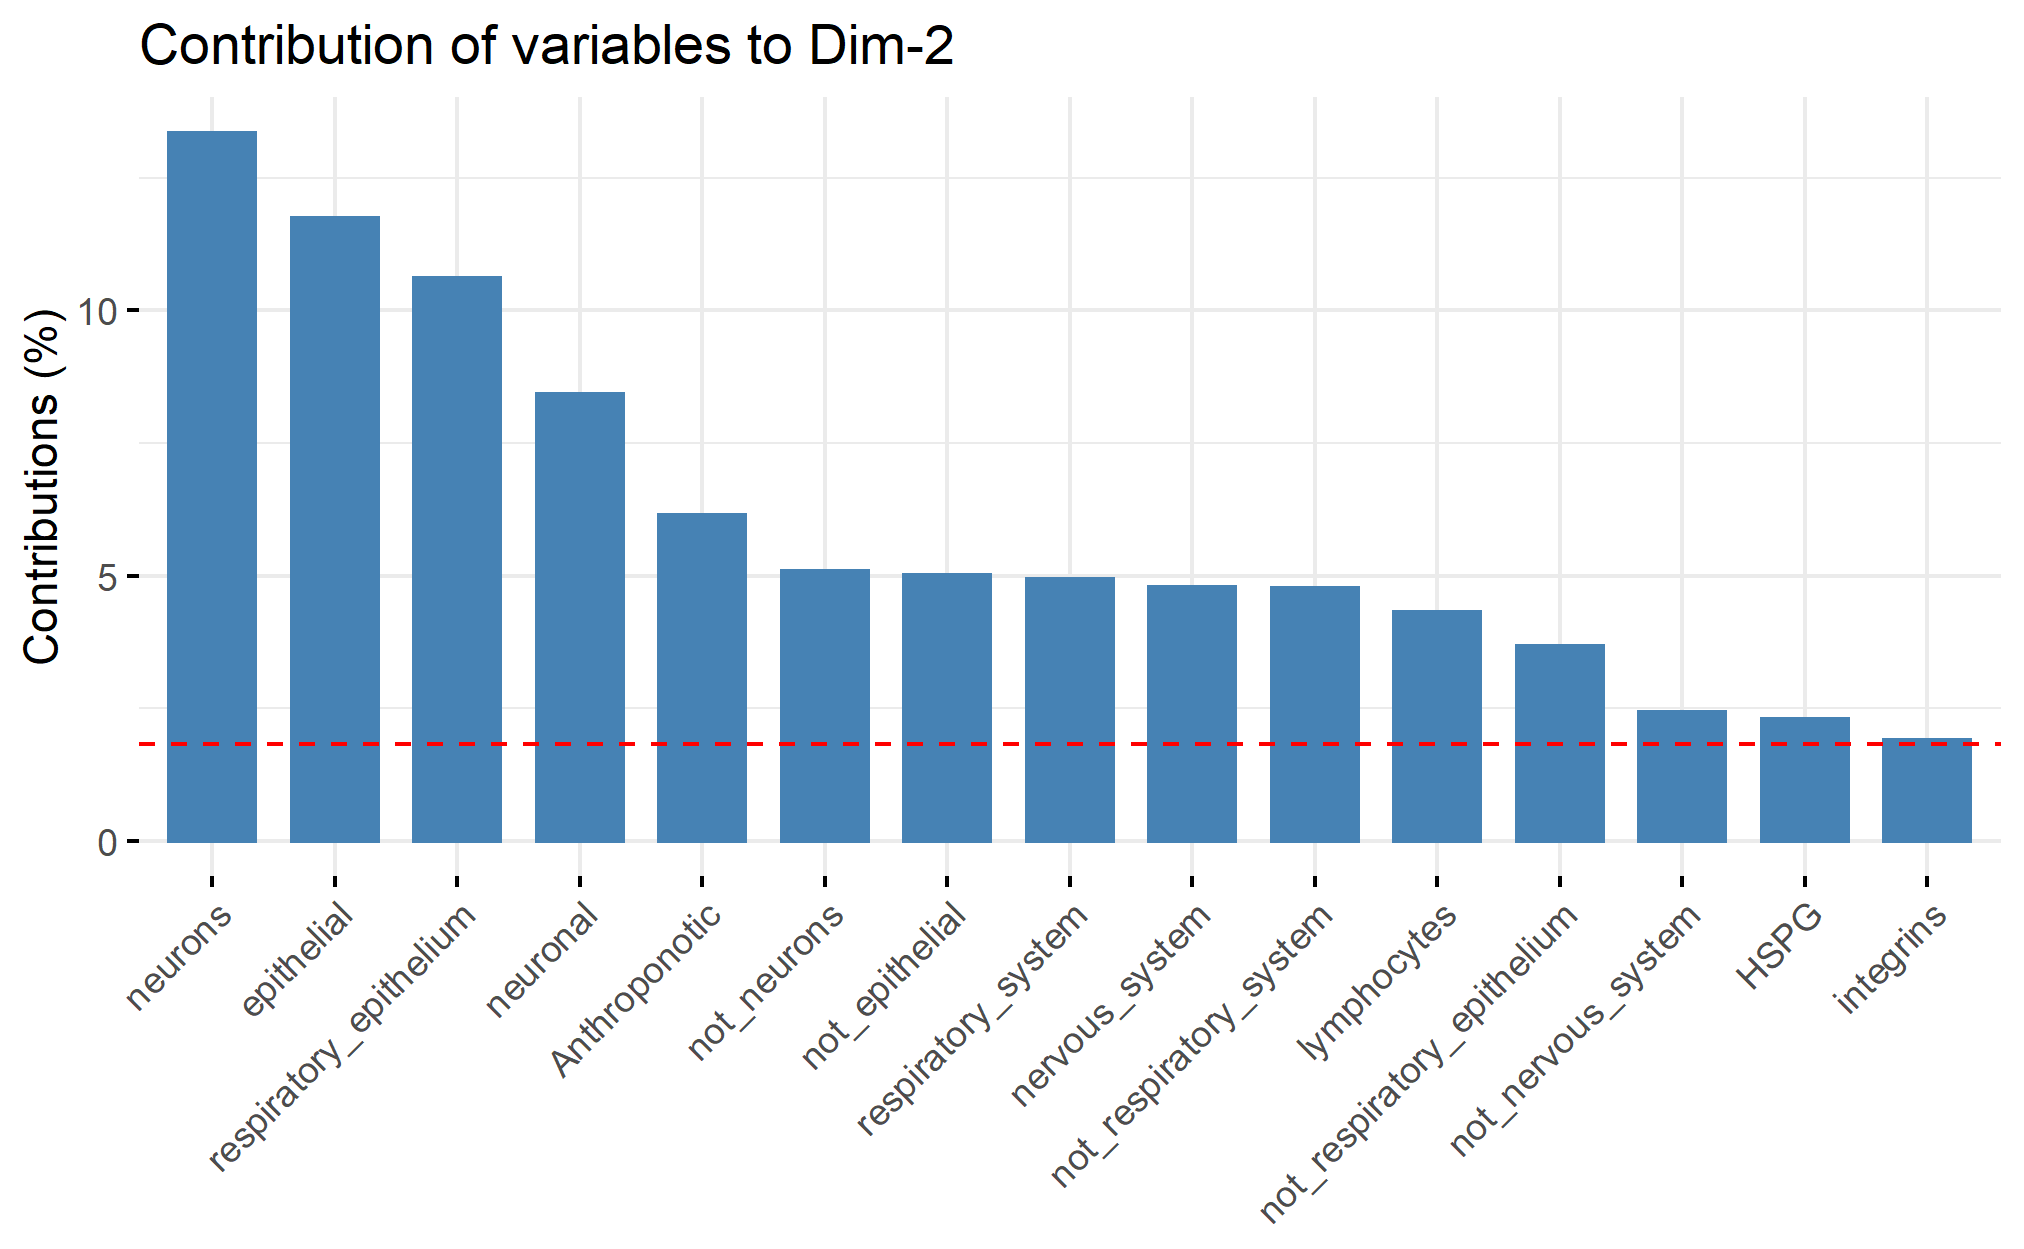 Contribution of variables to Dim-2
Contributions (%)
10
5
0
neurons
epithelial
respiratory_epithelium
neuronal
Anthroponotic
not_neurons
not_epithelial
respiratory_system
nervous_system
not_respiratory_system
lymphocytes
not_respiratory_epithelium
not_nervous_system
HSPG
integrins